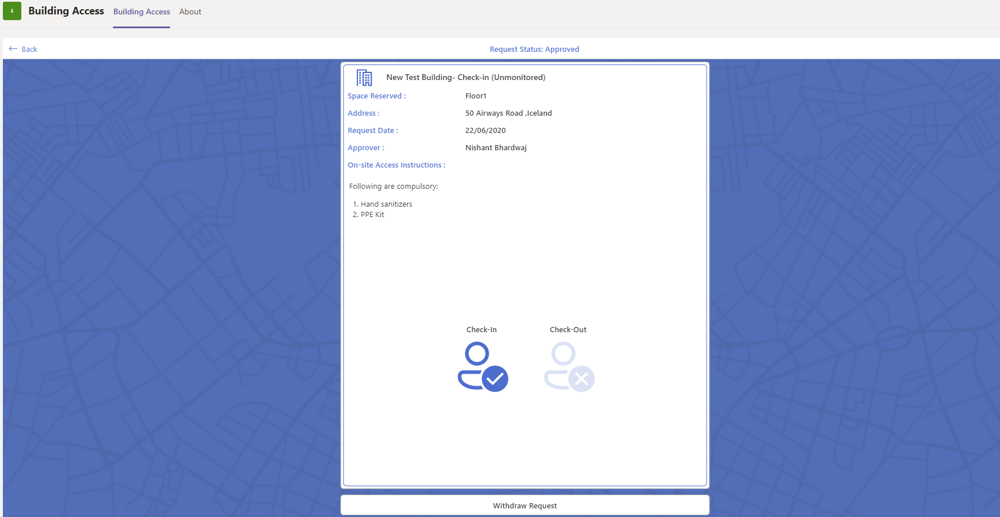 Building Access
Building Access
About
Back
Request Status: Approved
New Test Building- Check-in (Unmonitored)
Space Reserved : Floor1
Address : 50 Airways Road ,Iceland
Request Date : 22/06/2020
Approver : Nishant Bhardwaj
On-site Access Instructions :
Following are compulsory:
1. Hand sanitizers
2. PPE Kit
Check-In Check-Out
Withdraw Request